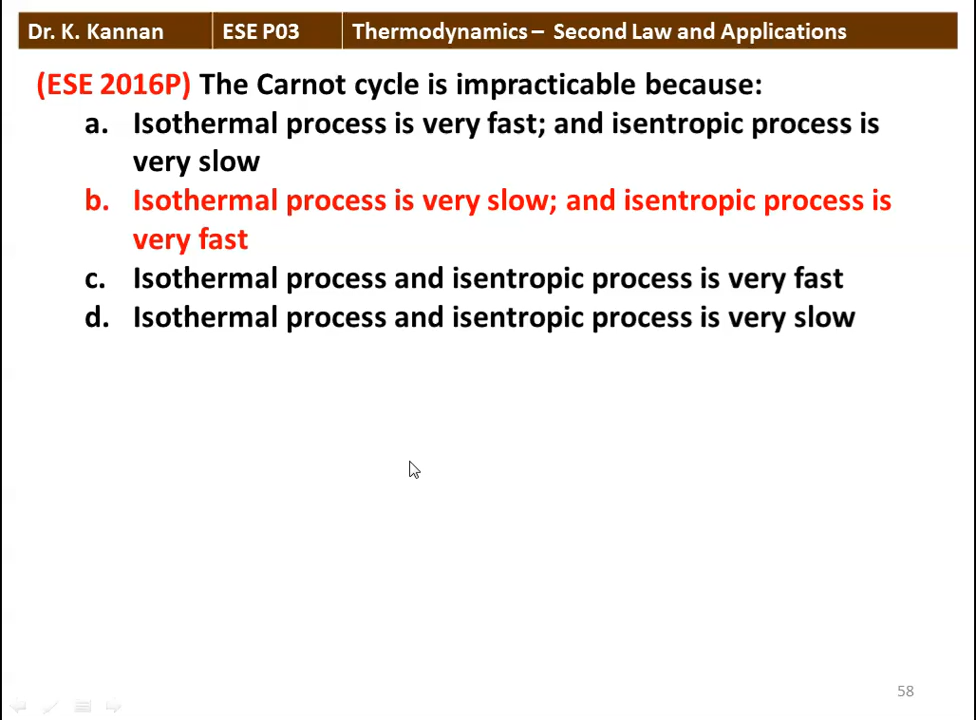 Dr. K. Kannan ESE P03 Thermodynamics – Second Law and Applications
(ESE 2016P) The Carnot cycle is impracticable because:
a. Isothermal process is very fast; and isentropic process is
very slow
b. Isothermal process is very slow; and isentropic process is
very fast
c. Isothermal process and isentropic process is very fast
d. Isothermal process and isentropic process is very slow
58